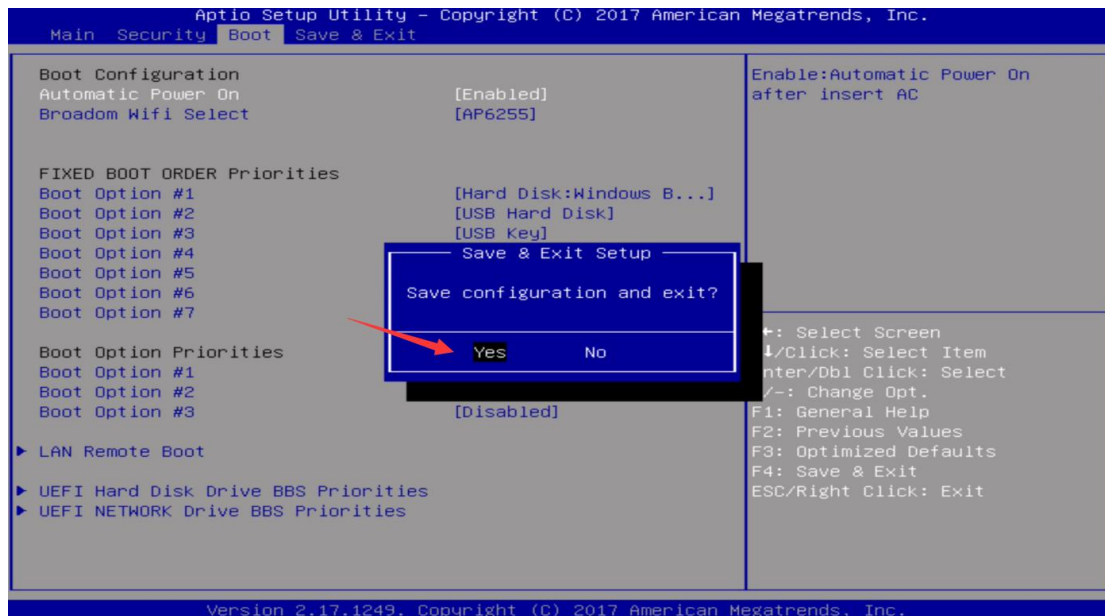 Aptio Setup Utility – Copyright (C) 2017 American Megatrends, Inc.
Main Security Boot Save & Exit
Boot Configuration
Automatic Power On [Enabled]
Broadom Wifi Select [AP6255]
FIXED BOOT ORDER Priorities
Boot Option #1 [Hard Disk:Windows B...]
Boot Option #2 [USB Hard Disk]
Boot Option #3 [USB Key]
Boot Option #4
Boot Option #5
Boot Option #6
Boot Option #7
Boot Option Priorities
Boot Option #1
Boot Option #2
Boot Option #3 [Disabled]
LAN Remote Boot
UEFI Hard Disk Drive BBS Priorities
UEFI NETWORK Drive BBS Priorities
Save & Exit Setup
Save configuration and exit?
Yes No
Enable:Automatic Power On
after insert AC
: Select Screen
/Click: Select Item
nter/Dbl Click: Select
/-: Change Opt.
F1: General Help
F2: Previous Values
F3: Optimized Defaults
F4: Save & Exit
ESC/Right Click: Exit
Version 2.17.1249. Copyright (C) 2017 American Megatrends, Inc.